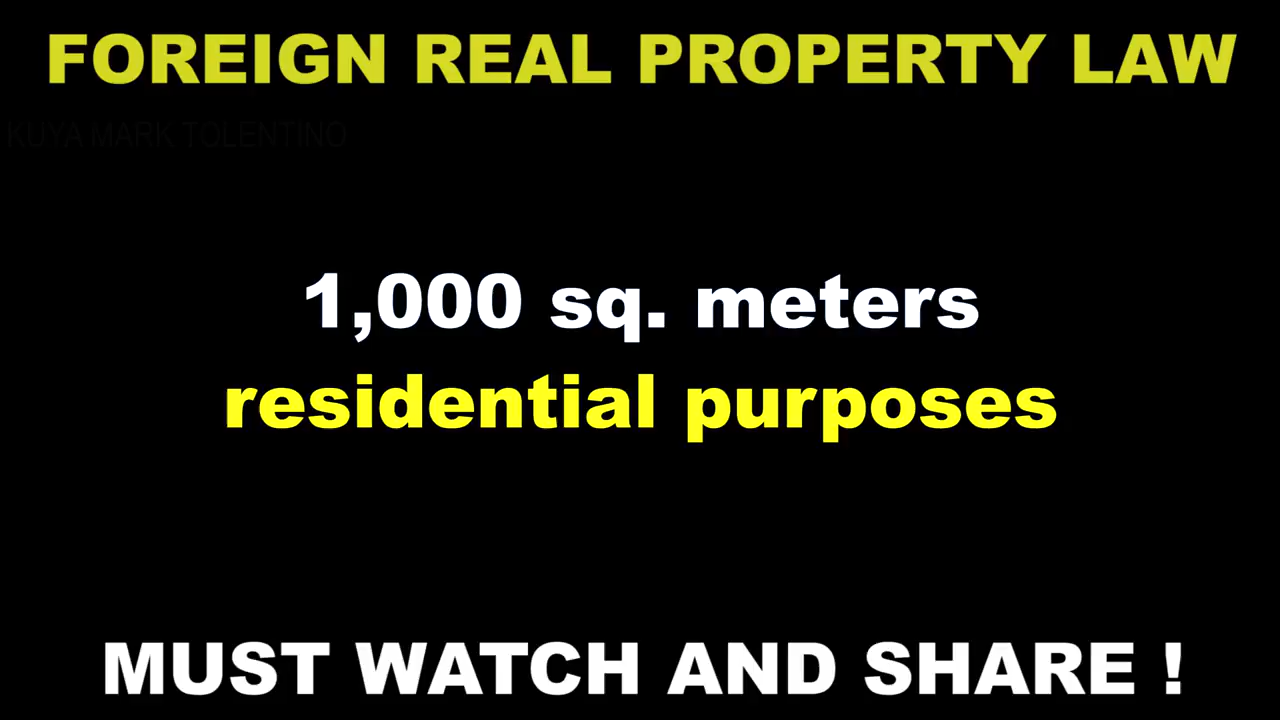 FOREIGN REAL PROPERTY LAW
KUYA MARK TOLENTINO
1,000 sq. meters
residential purposes
MUST WATCH AND SHARE !